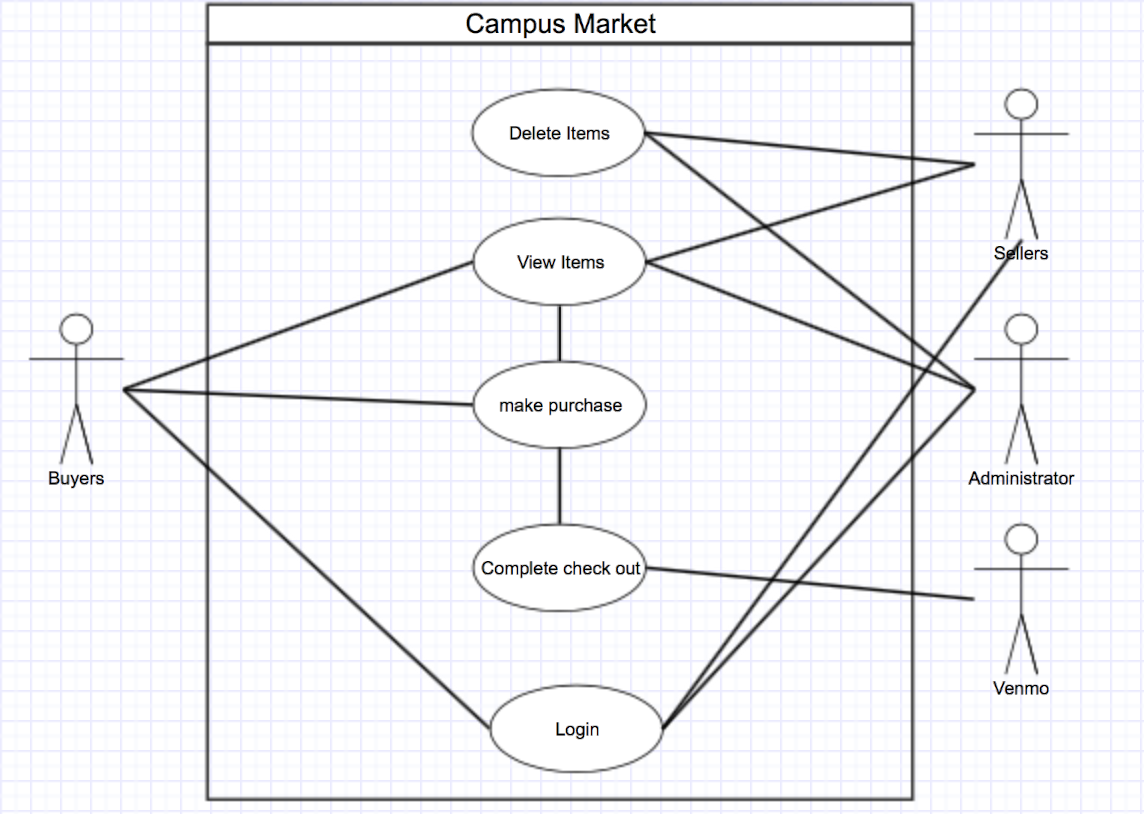 Campus Market
Delete Items
View Items
Sellers
make purchase
Buyers
Administrator
Complete check out
Venmo
Login